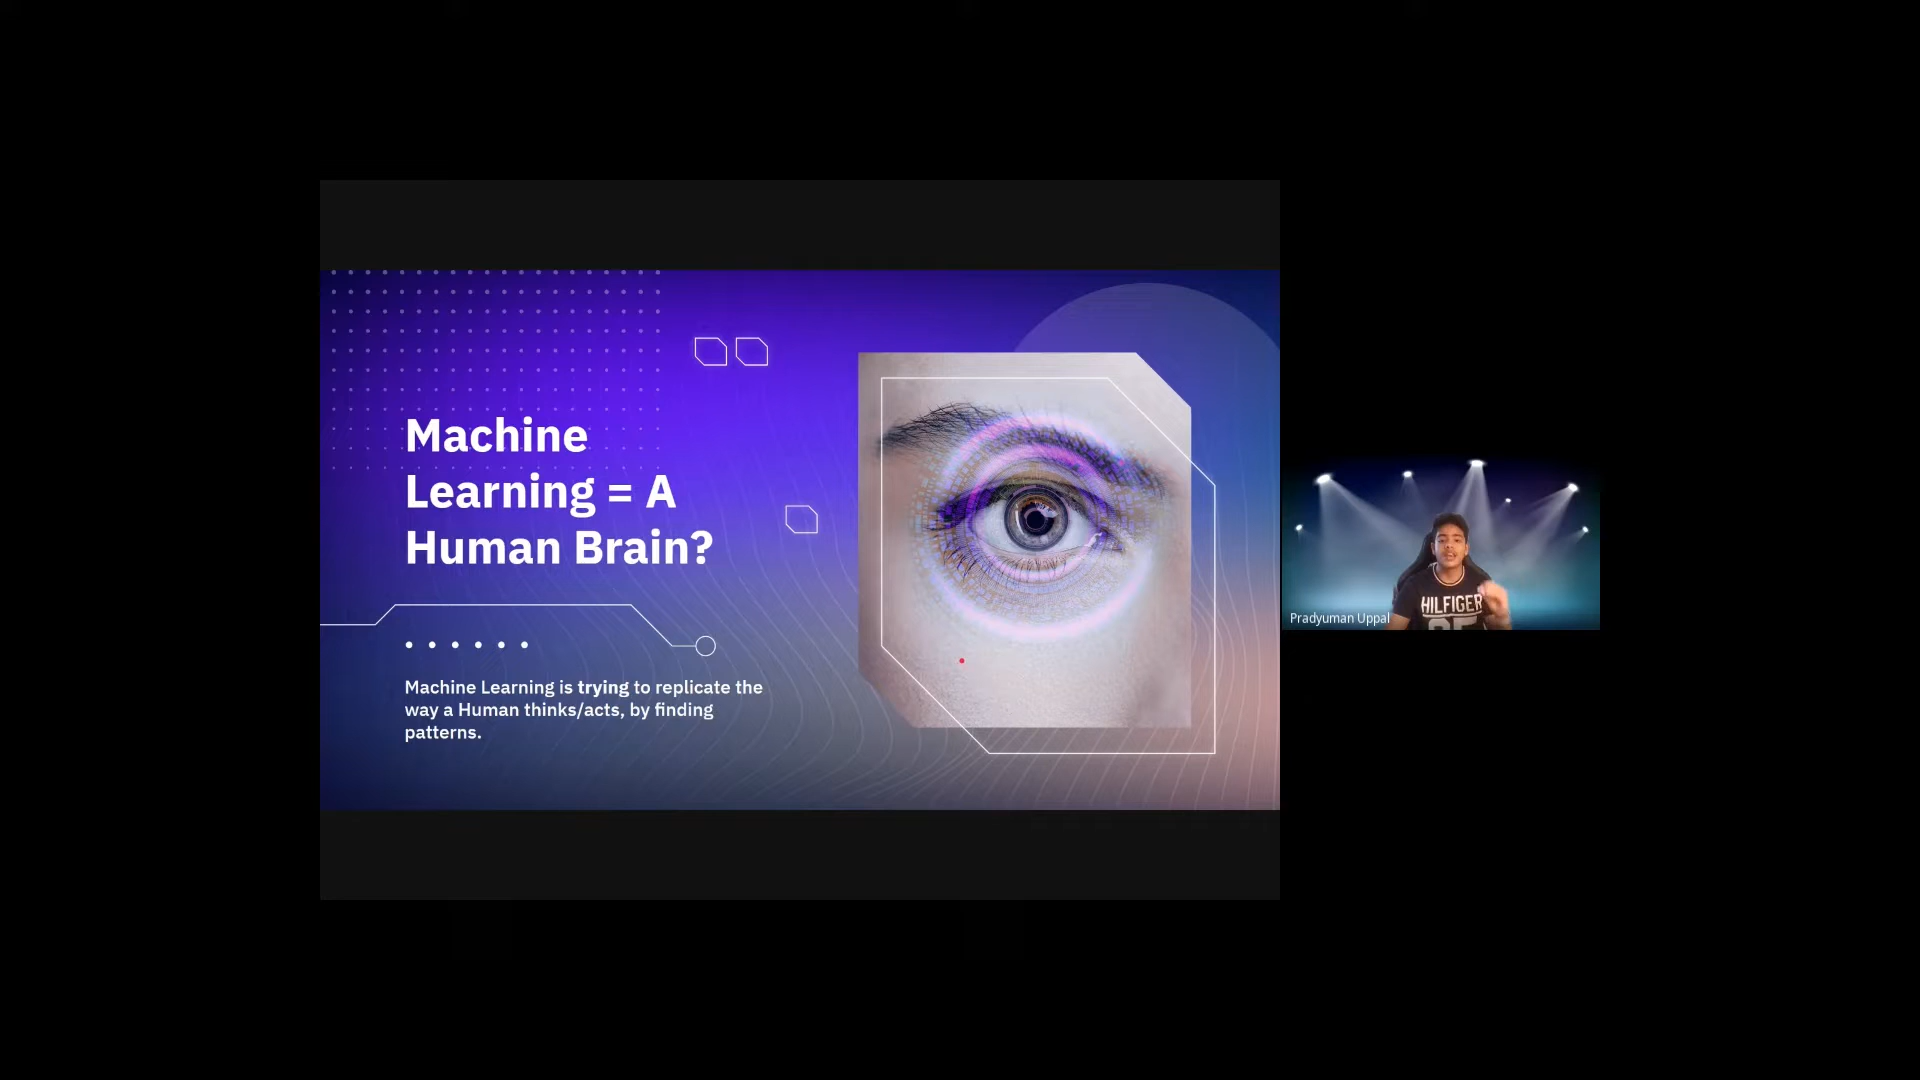 Machine
Learning = A
Human Brain?
Machine Learning is trying to replicate the
way a Human thinks/acts, by finding
patterns.
Pradyuman Uppal
HILFIGER